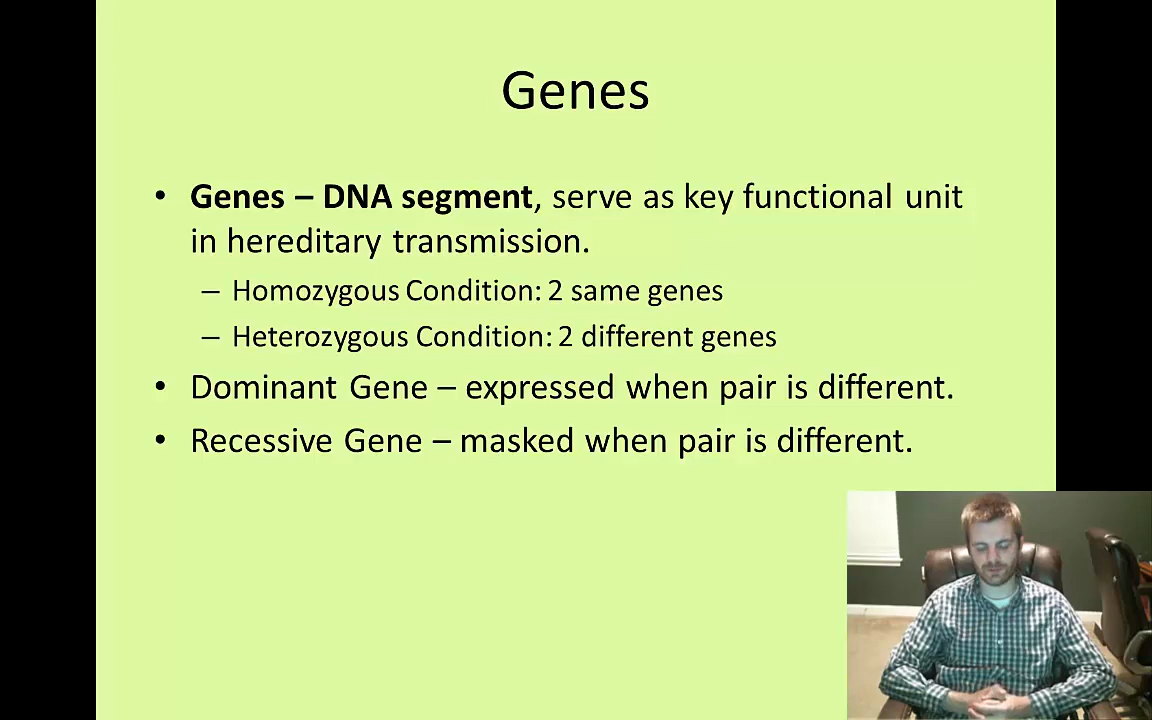 Genes
• Genes – DNA segment, serve as key functional unit
in hereditary transmission.
– Homozygous Condition: 2 same genes
– Heterozygous Condition: 2 different genes
• Dominant Gene – expressed when pair is different.
• Recessive Gene – masked when pair is different.